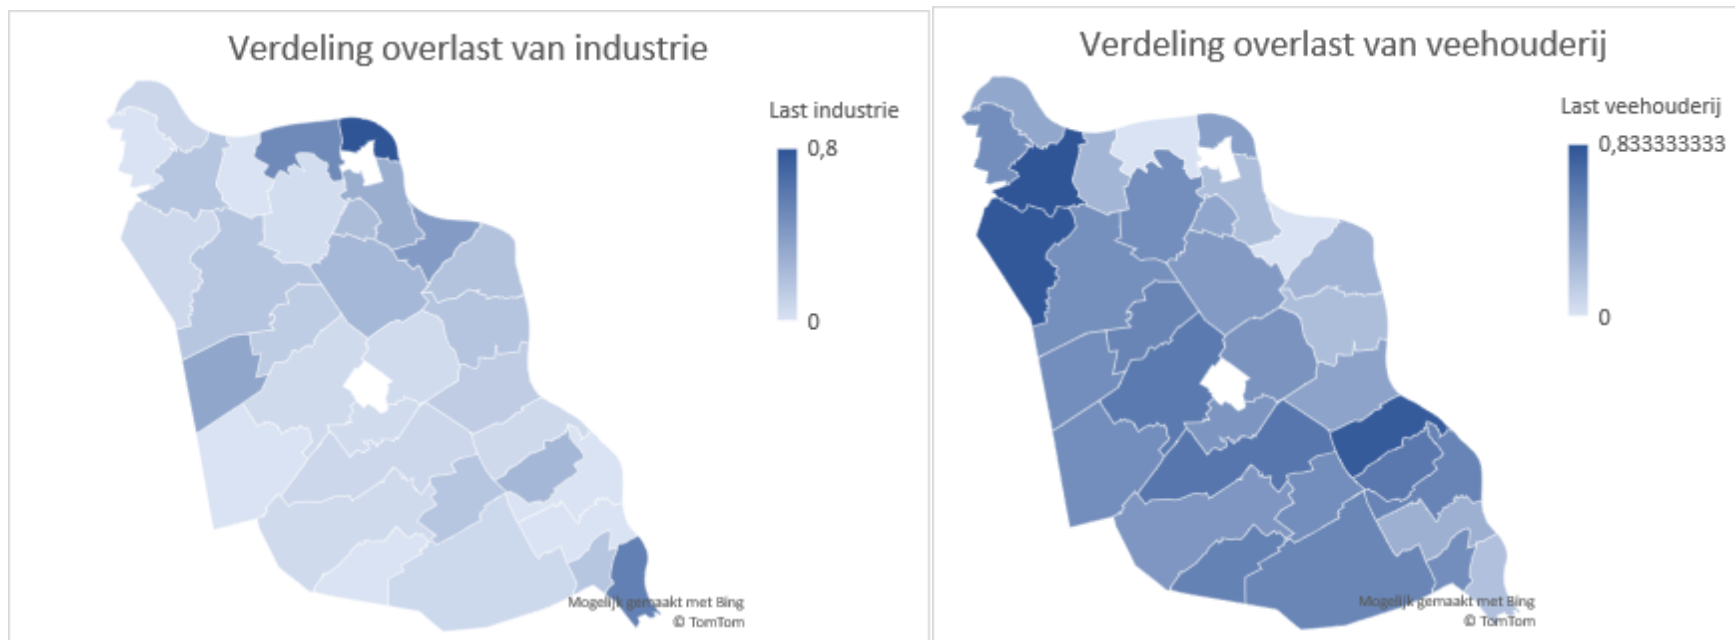 Verdeling overlast van industrie
Last industrie
0,8
0
Mogelijk gemaakt met Bing
© TomTom
Verdeling overlast van veehouderij
Last veehouderij
0,833333333
0
Mogelijk gemaakt met Bing
© TomTom